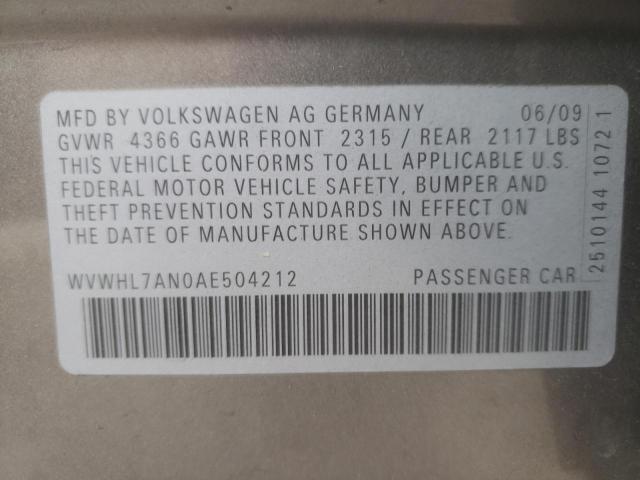 MFD BY VOLKSWAGEN AG GERMANY 06/09
GVWR 4366 GAWR FRONT 2315 / REAR 2117 LBS
THIS VEHICLE CONFORMS TO ALL APPLICABLE U.S.
FEDERAL MOTOR VEHICLE SAFETY, BUMPER AND
THEFT PREVENTION STANDARDS IN EFFECT ON
THE DATE OF MANUFACTURE SHOWN ABOVE.
WVWHL7AN0AE504212 PASSENGER CAR
2510144 1072 1